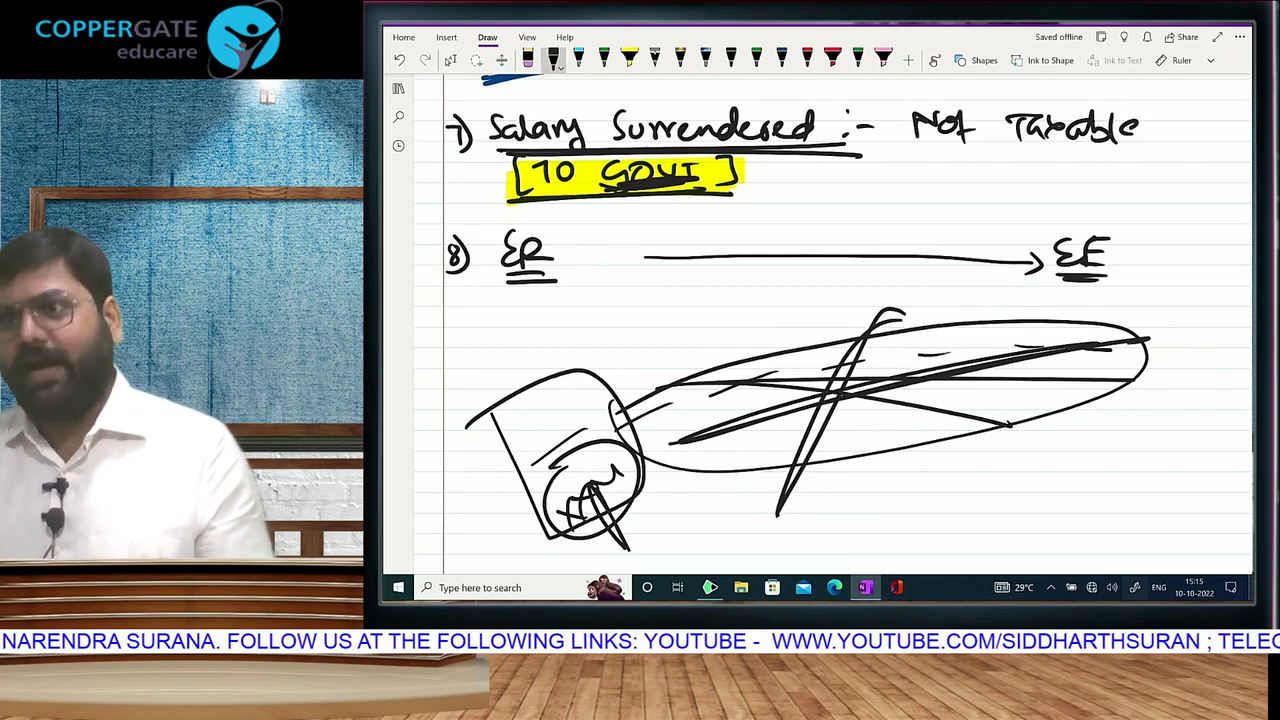 COPPERGATE
educare
Home Insert Draw View Help
Saved offline
Share
Shapes
Ink to Shape
Ink to Text
Ruler
7) Salary Surrendered :- Not Taxable
[TO GOVT]
8) ER → EE
Type here to search
29°C
ENG
15:15
10-10-2022
NARENDRA SURANA. FOLLOW US AT THE FOLLOWING LINKS: YOUTUBE - WWW.YOUTUBE.COM/SIDDHARTHSURAN ; TELEG